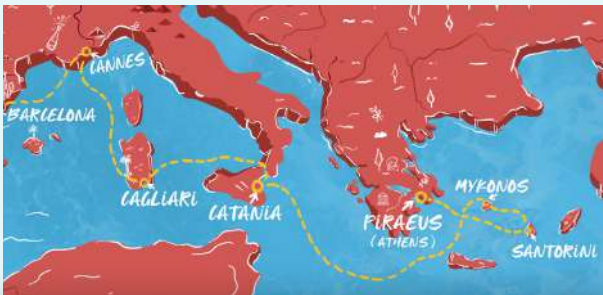 CANNES
BARCELONA
CAGLIARI
CATANIA
MYKONOS
PIRAEUS
(ATHENS)
SANTORINI